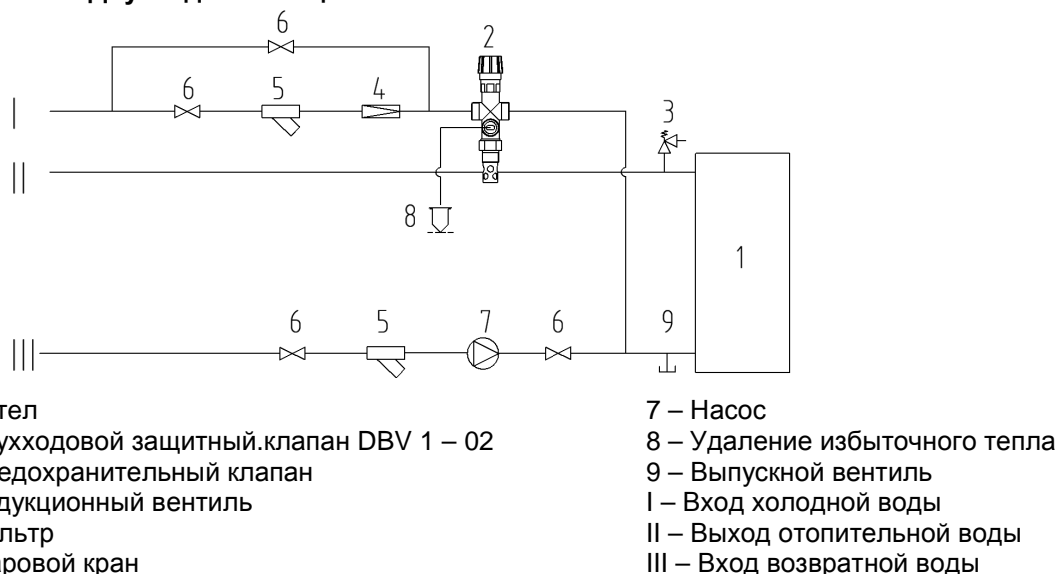 6
2
6
5
4
3
I
II
8
1
6
5
7
6
9
III
тел
ухходовой защитный.клапан DBV 1 – 02
едохранительный клапан
дукционный вентиль
льтр
ровой кран
7 – Насос
8 – Удаление избыточного тепла
9 – Выпускной вентиль
I – Вход холодной воды
II – Выход отопительной воды
III – Вход возвратной воды